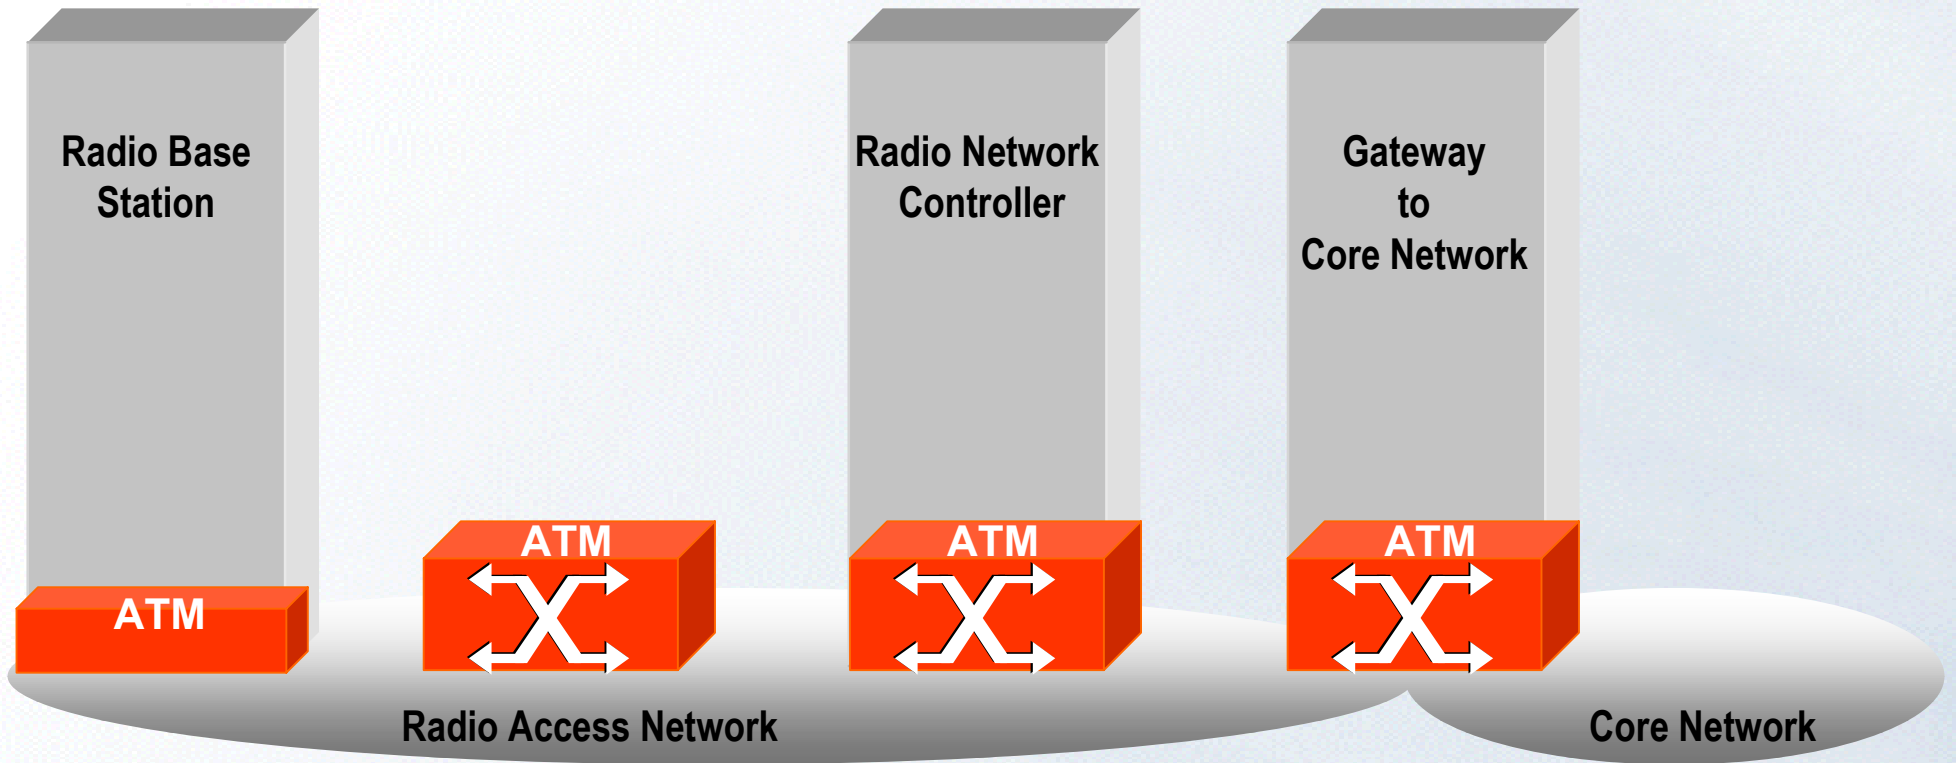 Radio Base
Station
Radio Network
Controller
Gateway
to
Core Network
ATM
ATM
ATM
ATM
Radio Access Network
Core Network